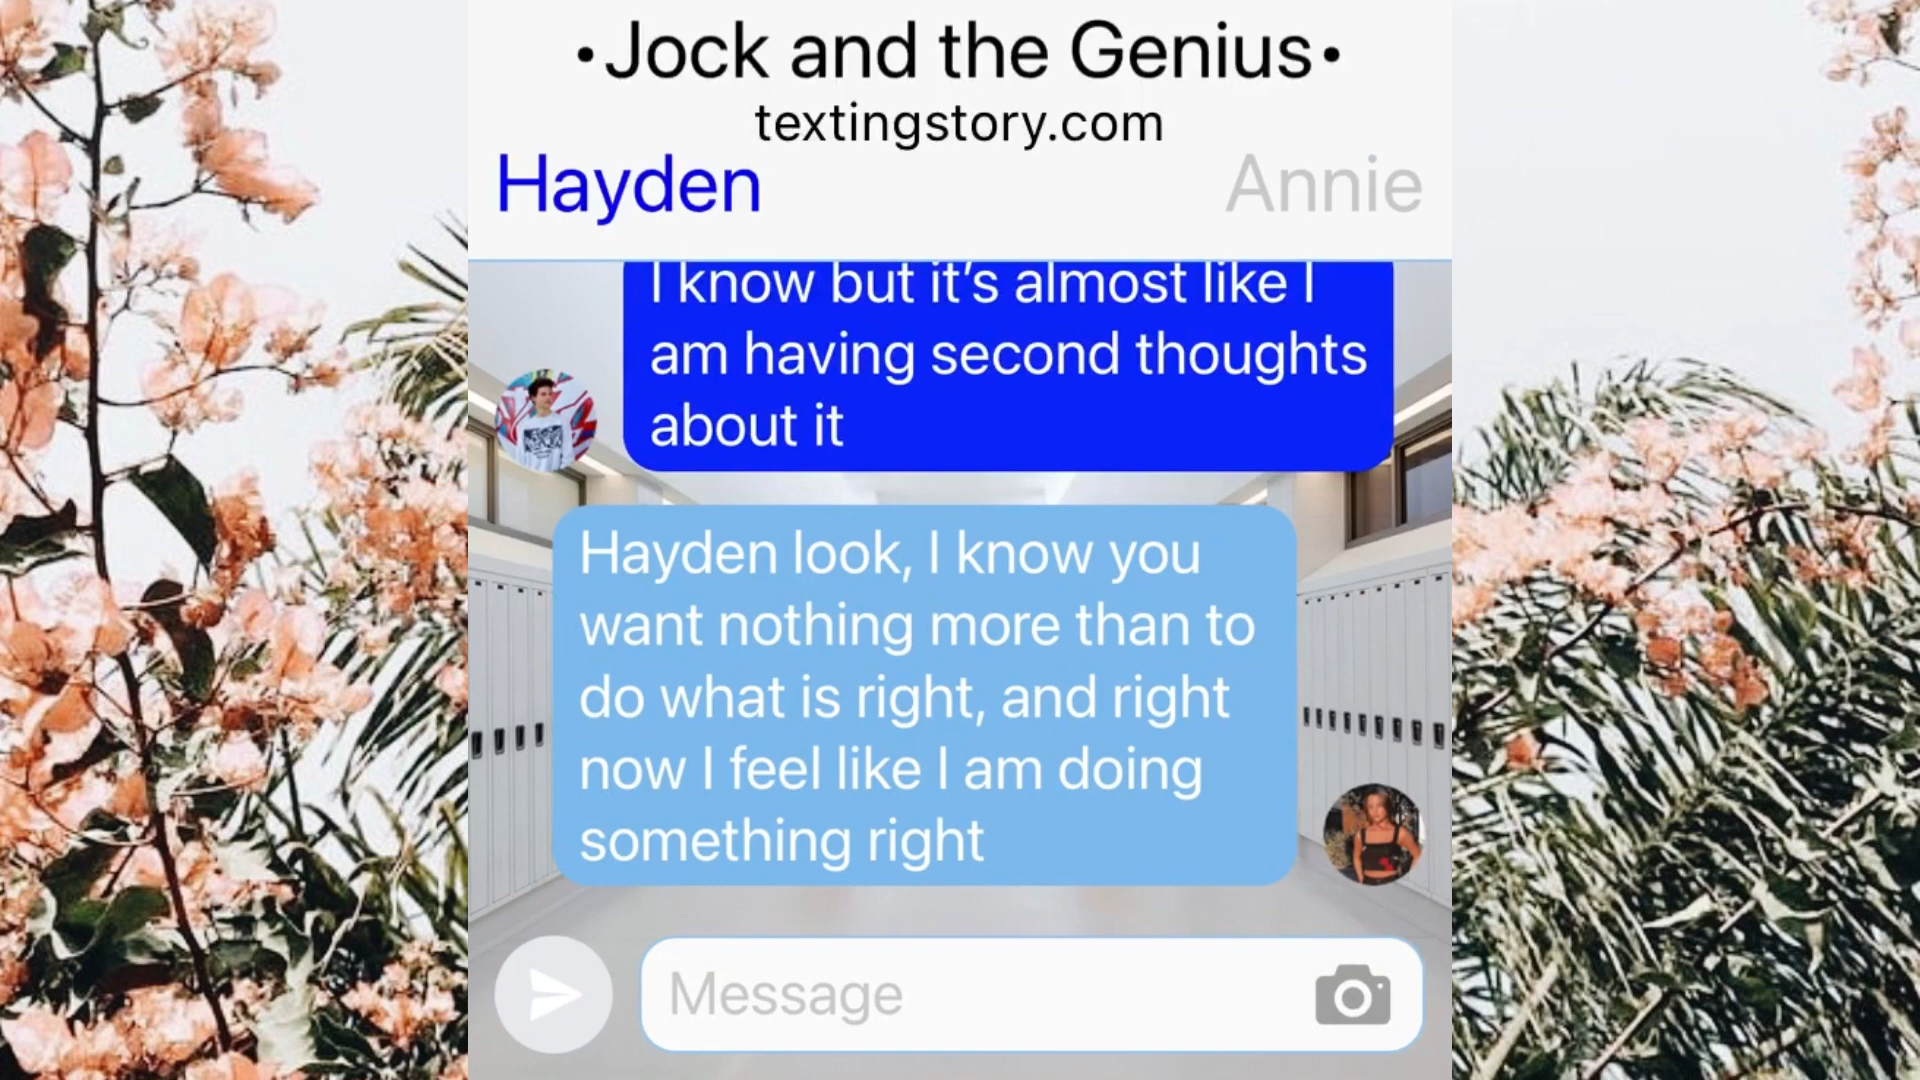 •Jock and the Genius•
textingstory.com
Hayden
Annie
I know but it's almost like I
am having second thoughts
about it
Hayden look, I know you
want nothing more than to
do what is right, and right
now I feel like I am doing
something right
Message